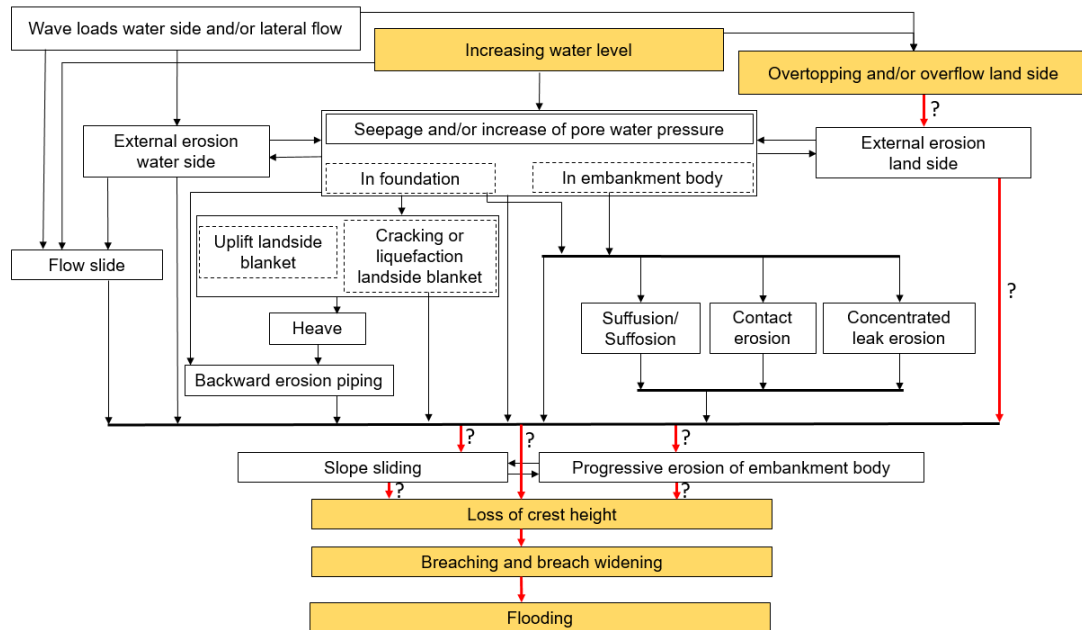 Wave loads water side and/or lateral flow
Increasing water level
Overtopping and/or overflow land side
?
Seepage and/or increase of pore water pressure
External erosion
water side
External erosion
land side
In foundation
In embankment body
Uplift landside
blanket
Cracking or
liquefaction
landside blanket
Flow slide
?
Heave
Suffusion/
Suffosion
Contact
erosion
Concentrated
leak erosion
Backward erosion piping
?
?
?
Slope sliding
Progressive erosion of embankment body
?
?
Loss of crest height
Breaching and breach widening
Flooding